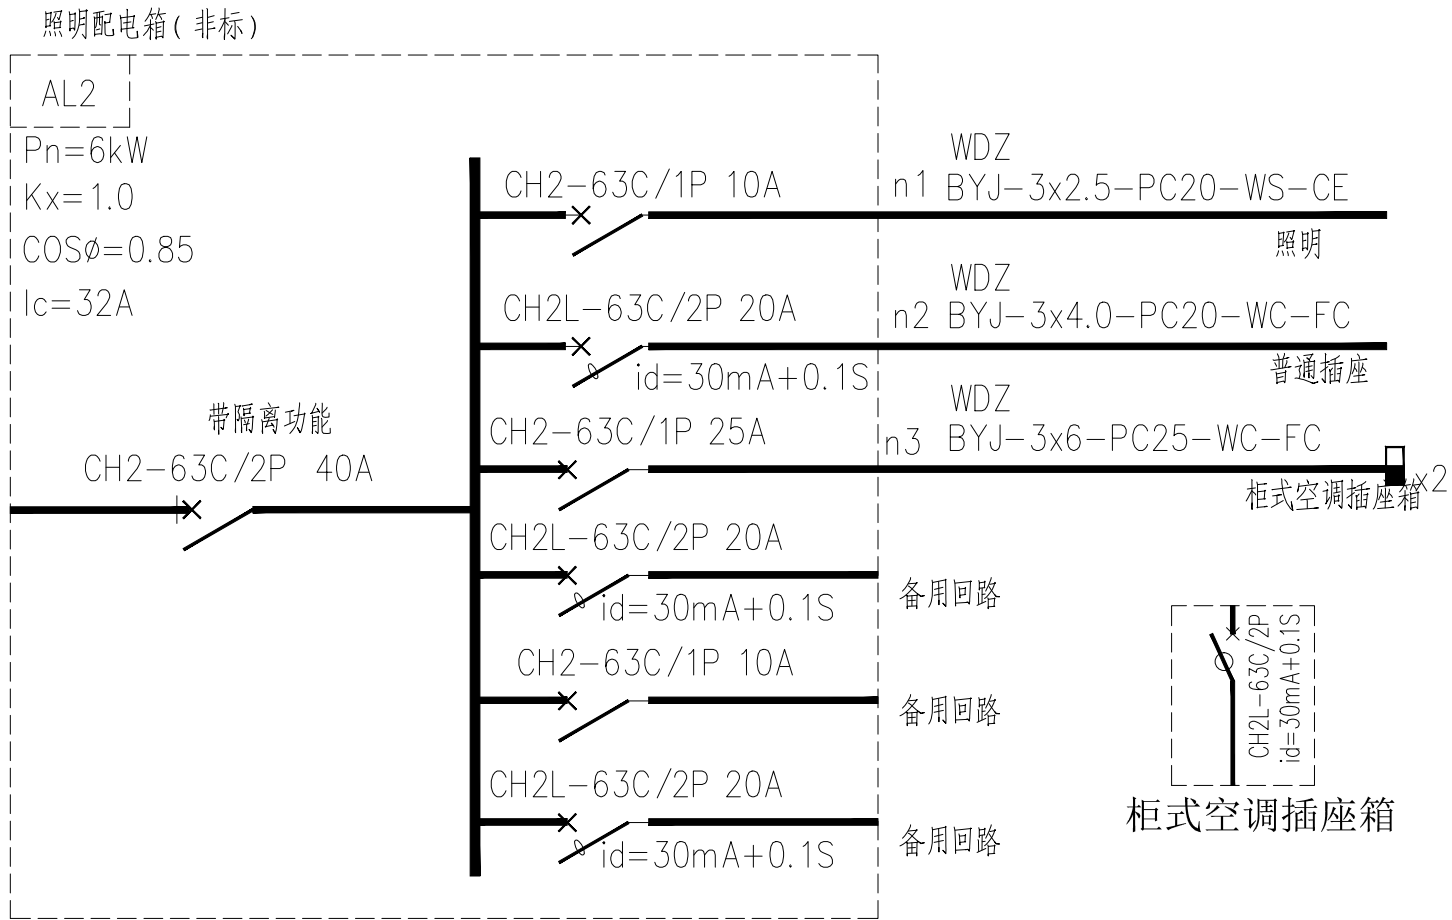 照明配电箱(非标)
AL2
Pn=6kW
Kx=1.0
COSø=0.85
Ic=32A
带隔离功能
CH2-63C/2P 40A
CH2-63C/1P 10A
n1
WDZ
BYJ-3x2.5-PC20-WS-CE
照明
CH2L-63C/2P 20A
id=30mA+0.1S
n2
WDZ
BYJ-3x4.0-PC20-WC-FC
普通插座
CH2-63C/1P 25A
n3
WDZ
BYJ-3x6-PC25-WC-FC
柜式空调插座箱
x2
CH2L-63C/2P 20A
id=30mA+0.1S
备用回路
CH2-63C/1P 10A
备用回路
CH2L-63C/2P 20A
id=30mA+0.1S
备用回路
CH2L-63C/2P
id=30mA+0.1S
柜式空调插座箱